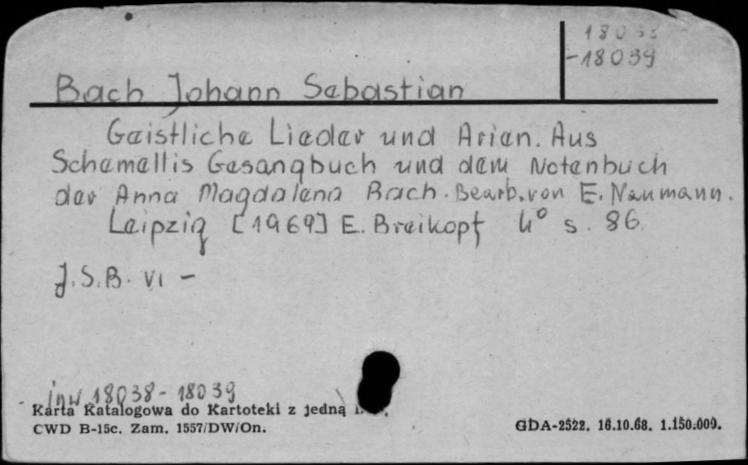 18038
-18039
Bach Johann Sebastian
Geistliche Lieder und Arien. Aus
Schemellis Gesangbuch und dem Notenbuch
der Anna Magdalena Bach. Bearb. von E. Naumann.
Leipzig [1969] E. Breikopf 4° s. 86
J. S. B. VI -
inw 18038 - 18039
Karta Katalogowa do Kartoteki z jedną
CWD B-15c. Zam. 1557/DW/On.
GDA-2522. 16.10.68. 1.150.000.